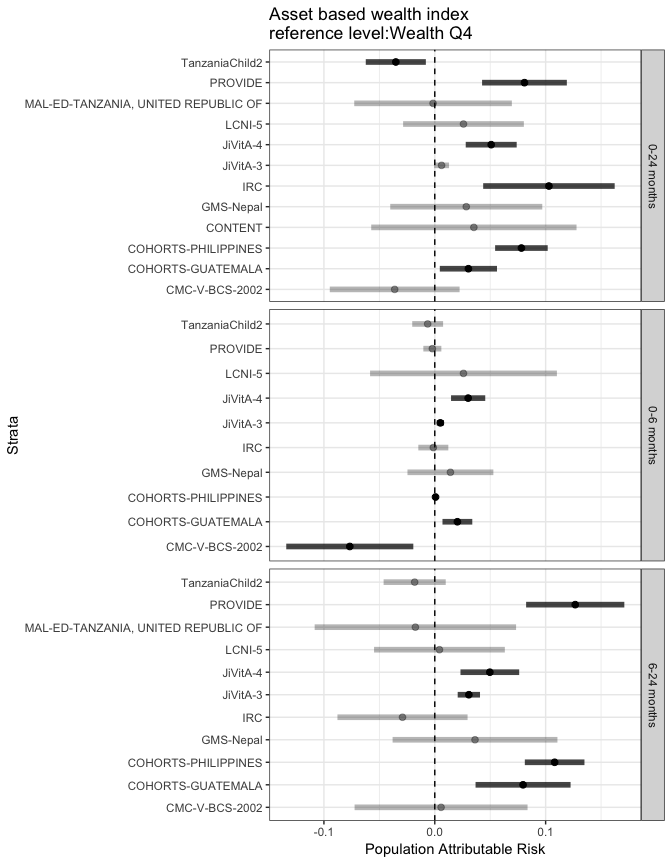 Asset based wealth index
reference level:Wealth Q4
TanzaniaChild2
PROVIDE
MAL-ED-TANZANIA, UNITED REPUBLIC OF
LCNI-5
JiVitA-4
JiVitA-3
IRC
GMS-Nepal
CONTENT
COHORTS-PHILIPPINES
COHORTS-GUATEMALA
CMC-V-BCS-2002
0-24 months
TanzaniaChild2
PROVIDE
LCNI-5
JiVitA-4
JiVitA-3
IRC
GMS-Nepal
COHORTS-PHILIPPINES
COHORTS-GUATEMALA
CMC-V-BCS-2002
0-6 months
TanzaniaChild2
PROVIDE
MAL-ED-TANZANIA, UNITED REPUBLIC OF
LCNI-5
JiVitA-4
JiVitA-3
IRC
GMS-Nepal
COHORTS-PHILIPPINES
COHORTS-GUATEMALA
CMC-V-BCS-2002
6-24 months
Strata
-0.1 0.0 0.1
Population Attributable Risk